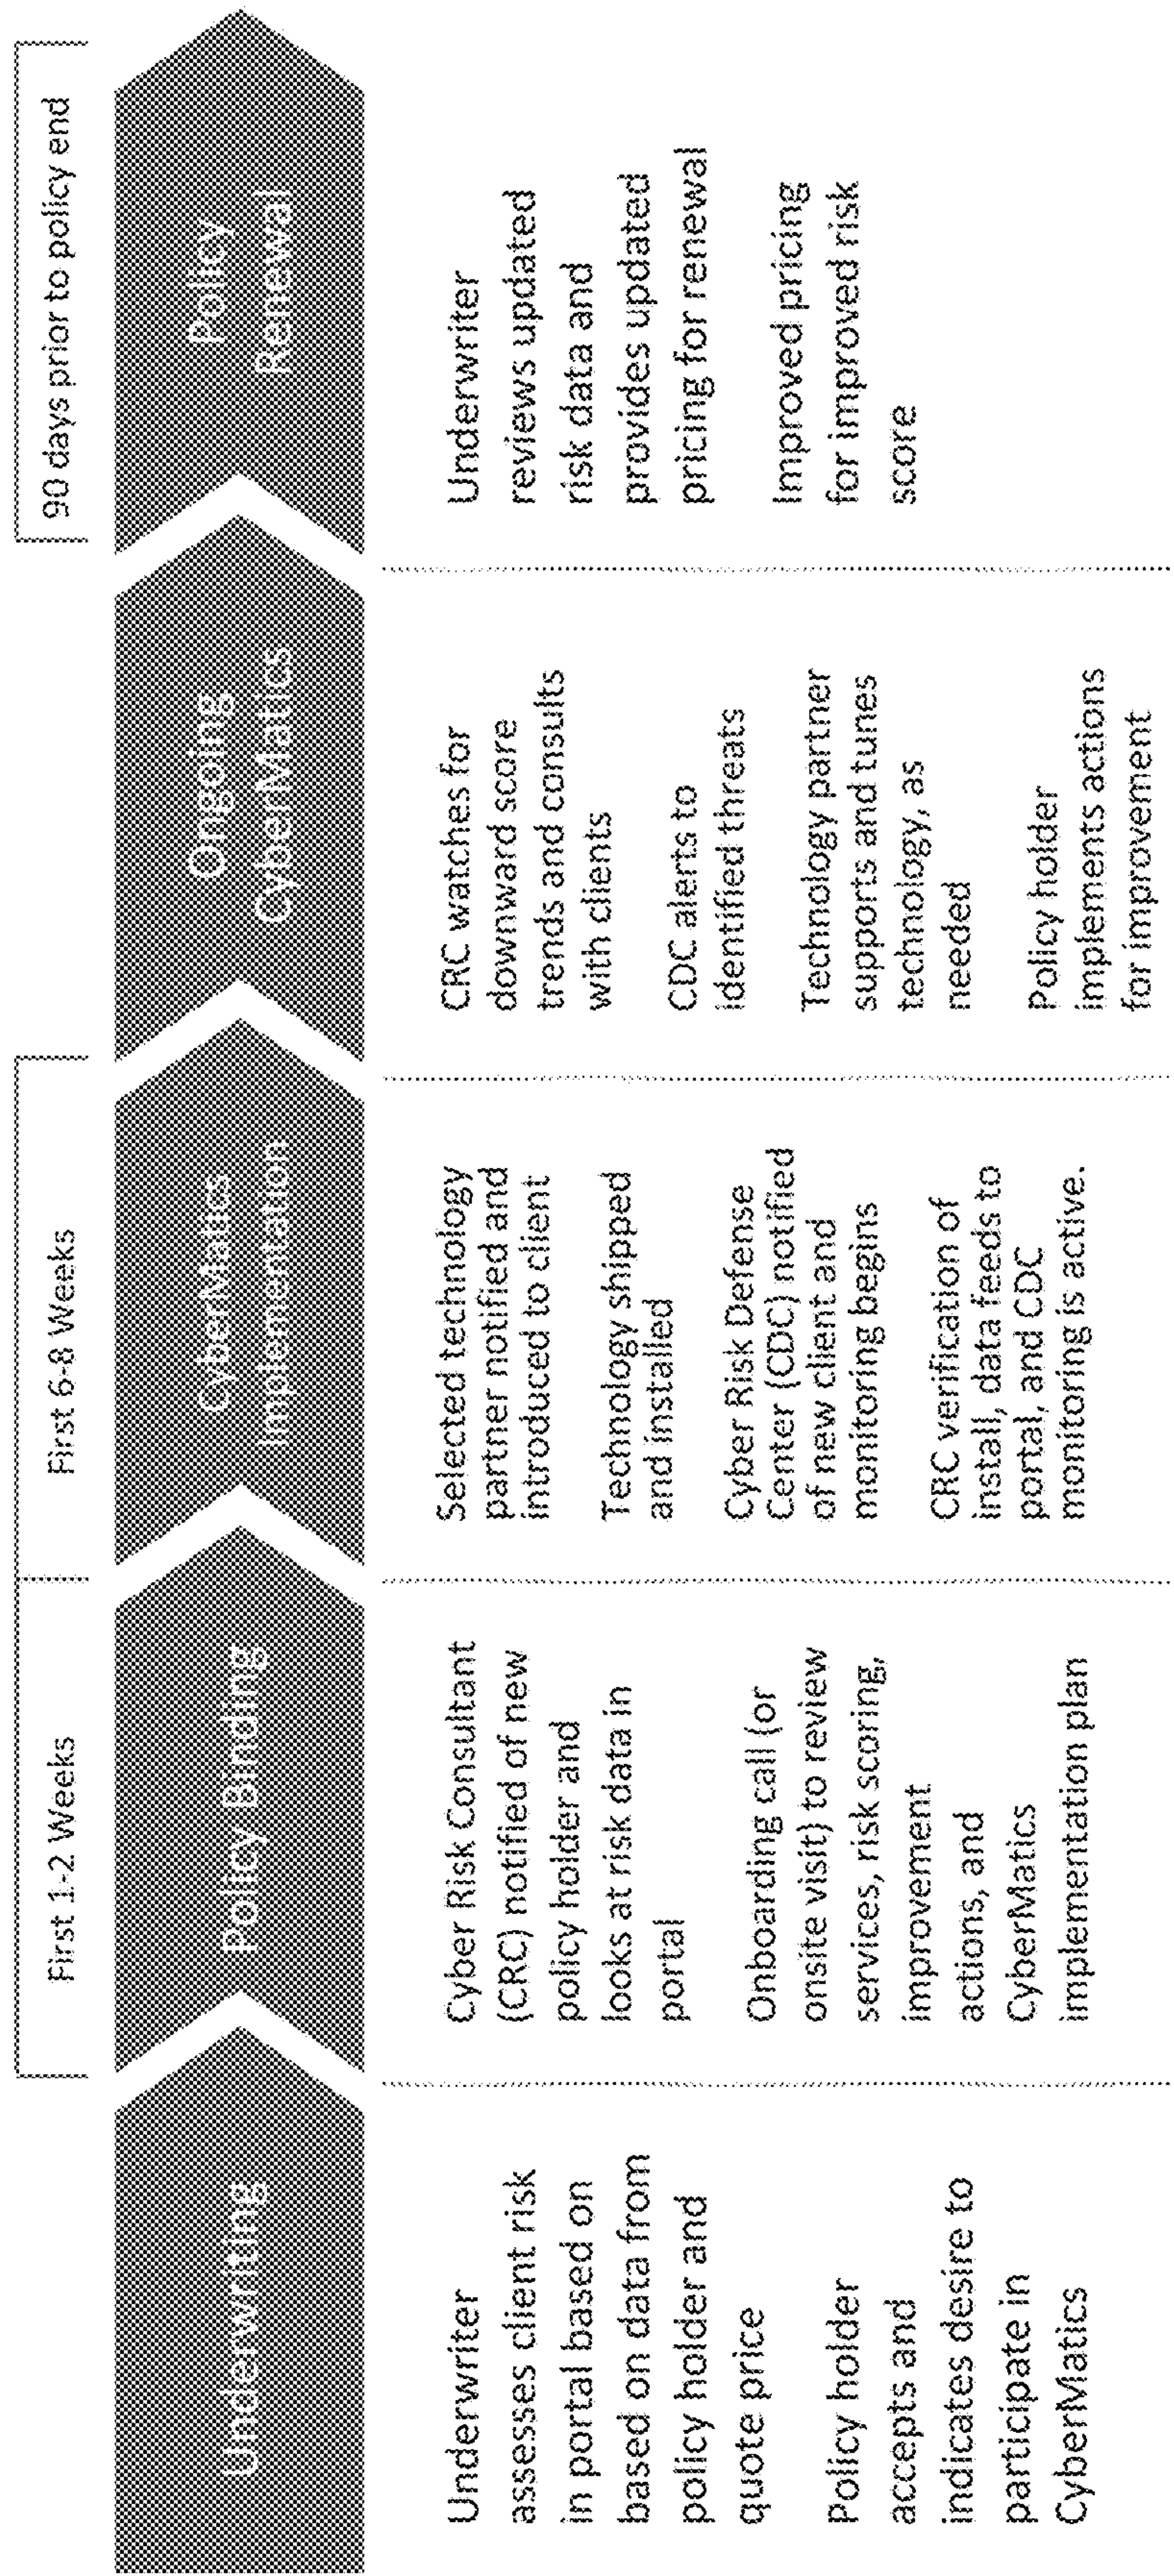 First 1-2 Weeks
First 6-8 Weeks
90 days prior to policy end
Underwriting
Policy Binding
CyberMatics
Implementation
Ongoing
CyberMatics
Policy
Renewal
Underwriter
assesses client risk
in portal based on
based on data from
policy holder and
quote price
Policy holder
accepts and
indicates desire to
participate in
CyberMatics
Cyber Risk Consultant
(CRC) notified of new
policy holder and
looks at risk data in
portal
Onboarding call (or
onsite visit) to review
services, risk scoring,
improvement
actions, and
CyberMatics
implementation plan
Selected technology
partner notified and
introduced to client
Technology shipped
and installed
Cyber Risk Defense
Center (CDC) notified
of new client and
monitoring begins
CRC verification of
install, data feeds to
portal, and CDC
monitoring is active.
CRC watches for
downward score
trends and consults
with clients
CDC alerts to
identified threats
Technology partner
supports and tunes
technology, as
needed
Policy holder
implements actions
for improvement
Underwriter
reviews updated
risk data and
provides updated
pricing for renewal
Improved pricing
for improved risk
score